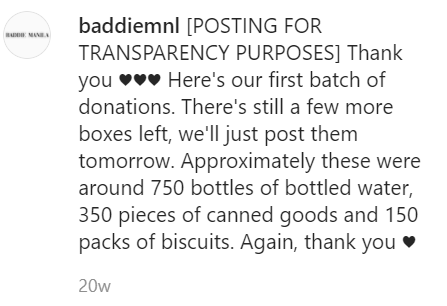 BADDIE MANILA
baddiemnl [POSTING FOR
TRANSPARENCY PURPOSES] Thank
you ♥♥♥ Here's our first batch of
donations. There's still a few more
boxes left, we'll just post them
tomorrow. Approximately these were
around 750 bottles of bottled water,
350 pieces of canned goods and 150
packs of biscuits. Again, thank you ♥
20w